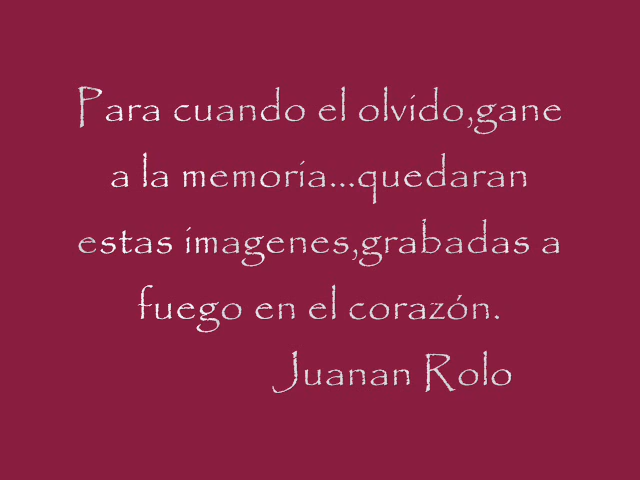 Para cuando el olvido,gane
a la memoria...quedaran
estas imagenes,grabadas a
fuego en el corazón.
Juanan Rolo